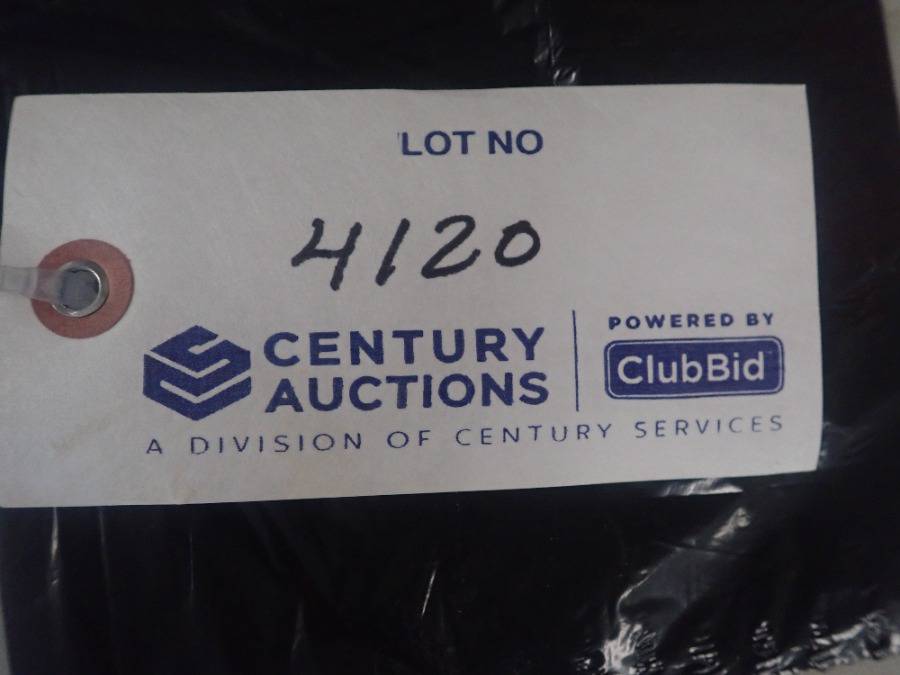 LOT NO
4120
CENTURY
AUCTIONS
POWERED BY
ClubBid
A DIVISION OF CENTURY SERVICES